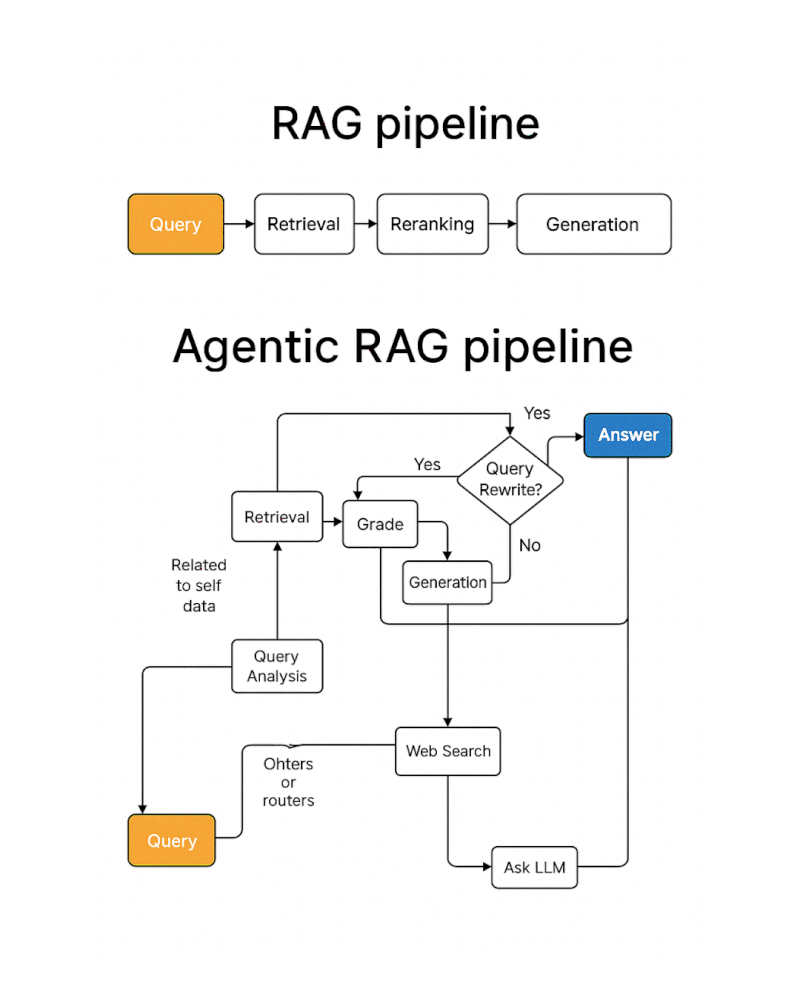 RAG pipeline
Query
Retrieval
Reranking
Generation
Agentic RAG pipeline
Yes
Answer
Yes
Query
Rewrite?
Retrieval
Grade
No
Related
to self
data
Generation
Query
Analysis
Web Search
Ohters
or
routers
Query
Ask LLM